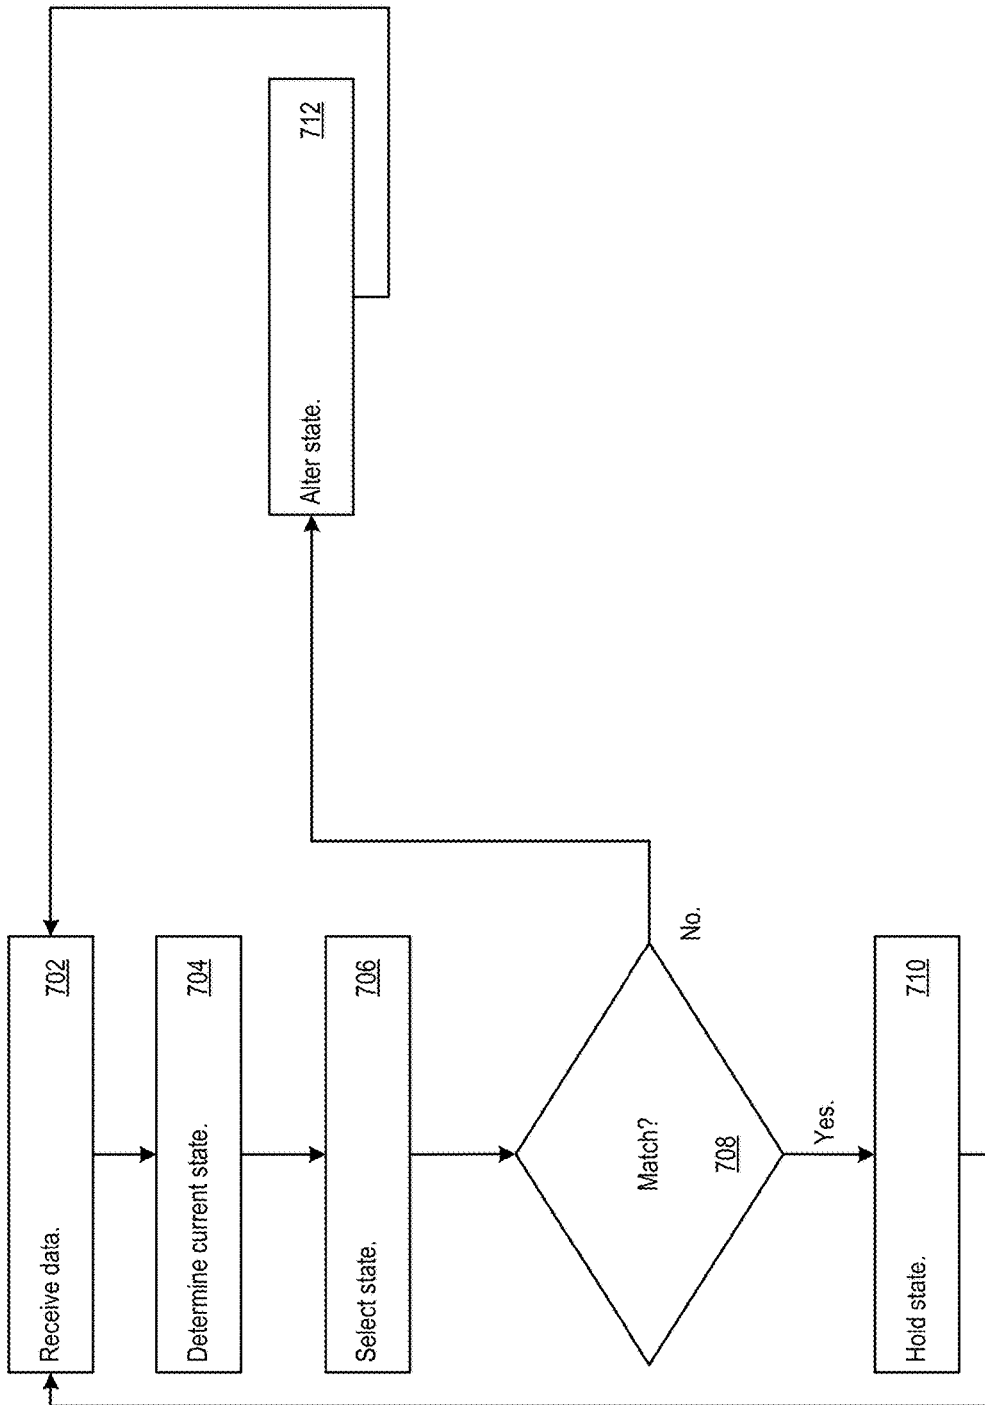 Receive data. 702
Determine current state. 704
Select state. 706
Match?
708
No.
Yes.
Alter state. 712
Hold state. 710